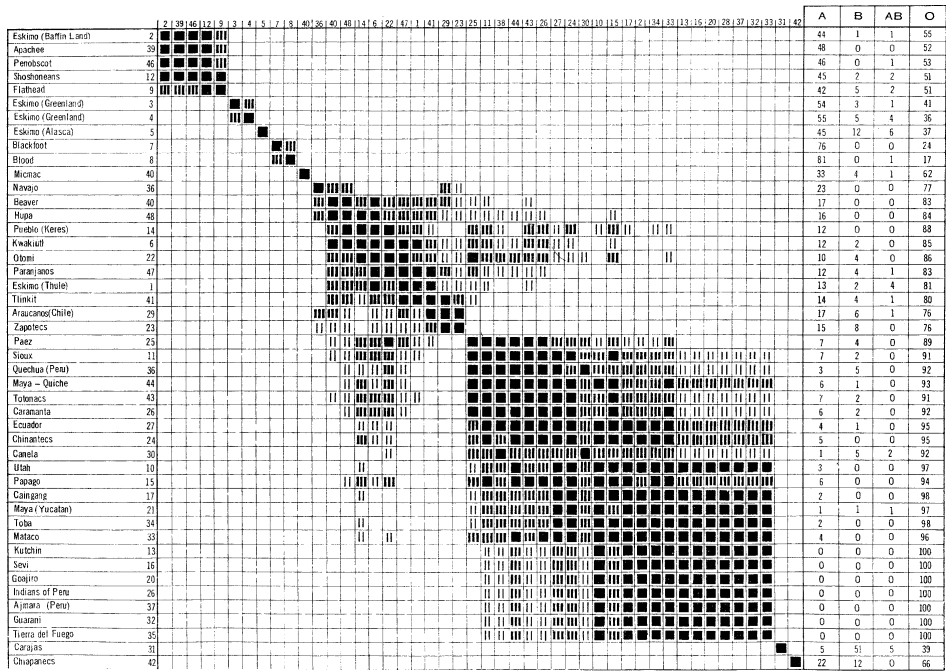 A B AB O
2 39 46 12 9 3 4 5 7 8 40 36 40 48 14 6 22 47 1 41 29 23 25 11 36 44 43 26 27 24 30 10 15 17 21 34 33 13 16 20 28 37 32 33 31 42
Eskimo (Baffin Land) 2 44 1 1 55
Apachee 39 48 0 0 52
Penobscot 46 46 0 1 53
Shoshoneans 12 45 2 2 51
Flathead 9 42 5 2 51
Eskimo (Greenland) 3 54 3 1 41
Eskimo (Greenland) 4 55 5 4 36
Eskimo (Alasca) 5 45 12 6 37
Blackfoot 7 76 0 0 24
Blood 8 81 0 1 17
Micmac 40 33 4 1 62
Navajo 36 23 0 0 77
Beaver 40 17 0 0 83
Hupa 48 16 0 0 84
Pueblo (Keres) 14 12 0 0 88
Kwakiutl 6 12 2 2 85
Otomi 22 10 4 0 86
Paranjanos 47 12 4 1 83
Eskimo (Thule) 1 13 2 4 81
Tlinkit 41 14 4 1 80
Araucanos(Chile) 29 17 6 1 76
Zapotecs 23 15 8 0 76
Paez 25 7 4 0 89
Sioux 11 7 2 0 91
Quechua (Peru) 36 3 5 0 92
Maya – Quiche 44 6 1 0 93
Totonacs 43 7 2 0 91
Caramanta 26 6 2 0 92
Ecuador 27 4 1 0 95
Chinantecs 24 5 0 0 95
Canela 30 1 5 2 92
Utah 10 3 0 0 97
Papago 15 6 0 0 94
Caingang 17 2 0 0 98
Maya (Yucatan) 21 1 1 1 97
Toba 34 2 0 0 98
Mataco 33 4 0 0 96
Kutchin 13 0 0 0 100
Sevi 16 0 0 0 100
Goajiro 20 0 0 0 100
Indians of Peru 26 0 0 0 100
Ajmara (Peru) 37 0 0 0 100
Guarani 32 0 0 0 100
Tierra del Fuego 35 0 0 0 100
Carajas 31 5 51 5 39
Chiapanecs 42 22 12 0 66